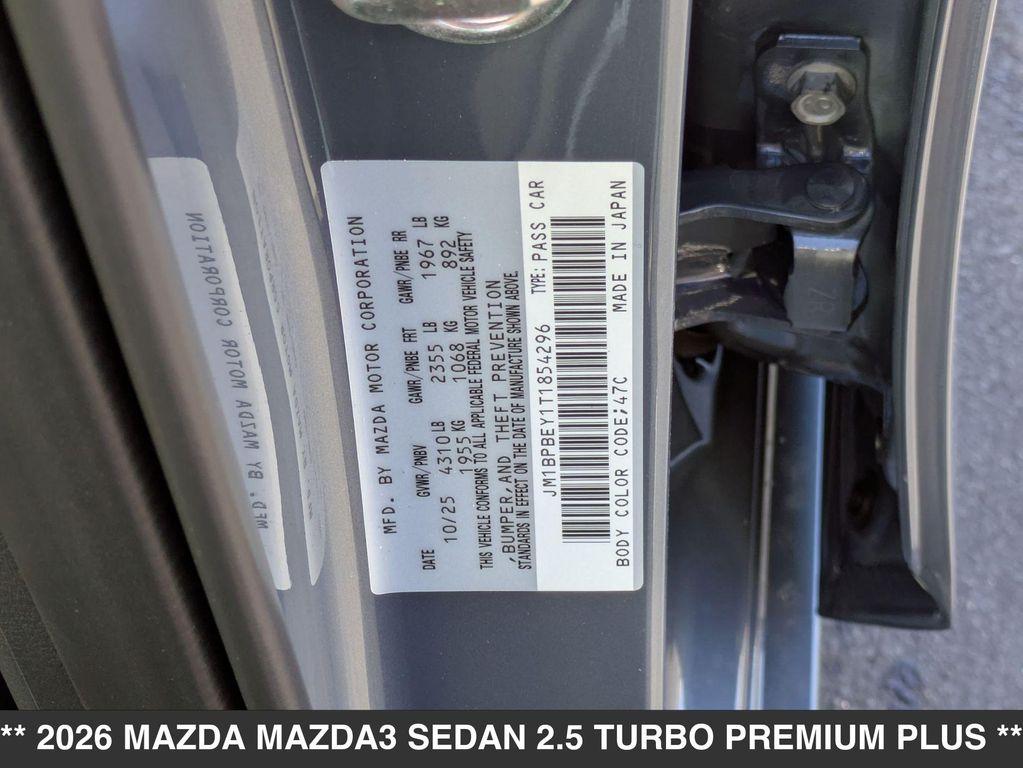 MFD. BY MAZDA MOTOR CORPORATION
DATE GVWR/PNBV GAWR/PNBE FRT GAWR/PNBE RR
10/25 4310 LB 2355 LB 1967 LB
1955 KG 1068 KG 892 KG
THIS VEHICLE CONFORMS TO ALL APPLICABLE FEDERAL MOTOR VEHICLE SAFETY
,BUMPER,AND THEFT PREVENTION
STANDARDS IN EFFECT ON THE DATE OF MANUFACTURE SHOWN ABOVE
JM1BPBEY1T1854296 TYPE: PASS CAR
BODY COLOR CODE;47C MADE IN JAPAN
MFD. BY MAZDA MOTOR CORPORATION
** 2026 MAZDA MAZDA3 SEDAN 2.5 TURBO PREMIUM PLUS **